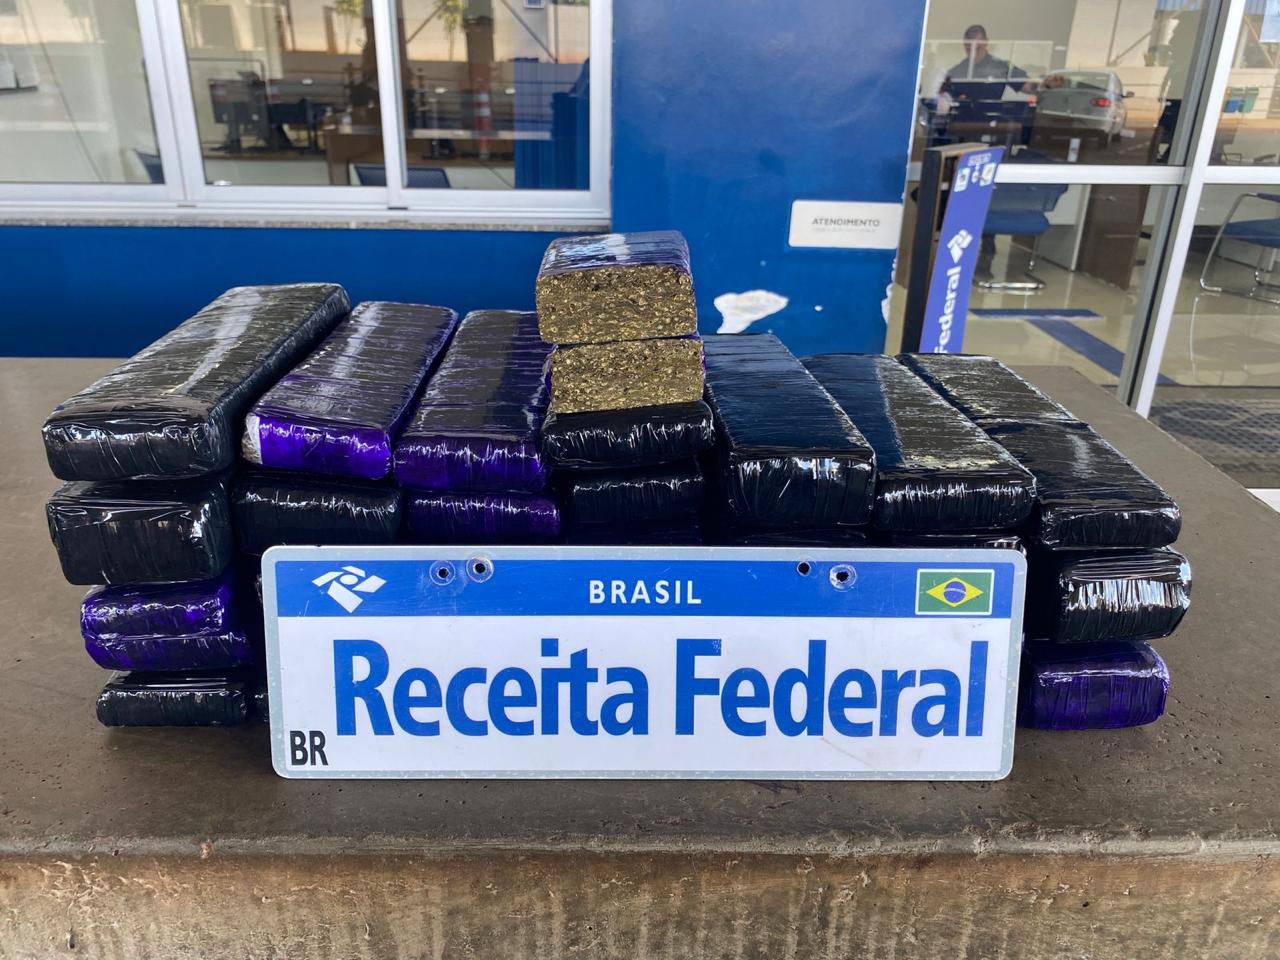 ATENDIMENTO
Federal
BRASIL
Receita Federal
BR